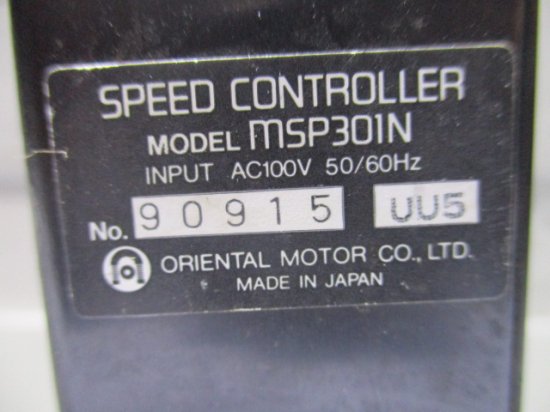 SPEED CONTROLLER
MODEL MSP301N
INPUT AC100V 50/60Hz
No. 90915 UU5
ORIENTAL MOTOR CO., LTD.
MADE IN JAPAN